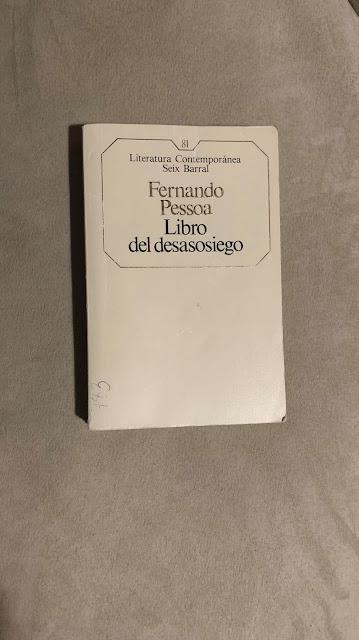 81
Literatura Contemporánea
Seix Barral
Fernando
Pessoa
Libro
del desasosiego